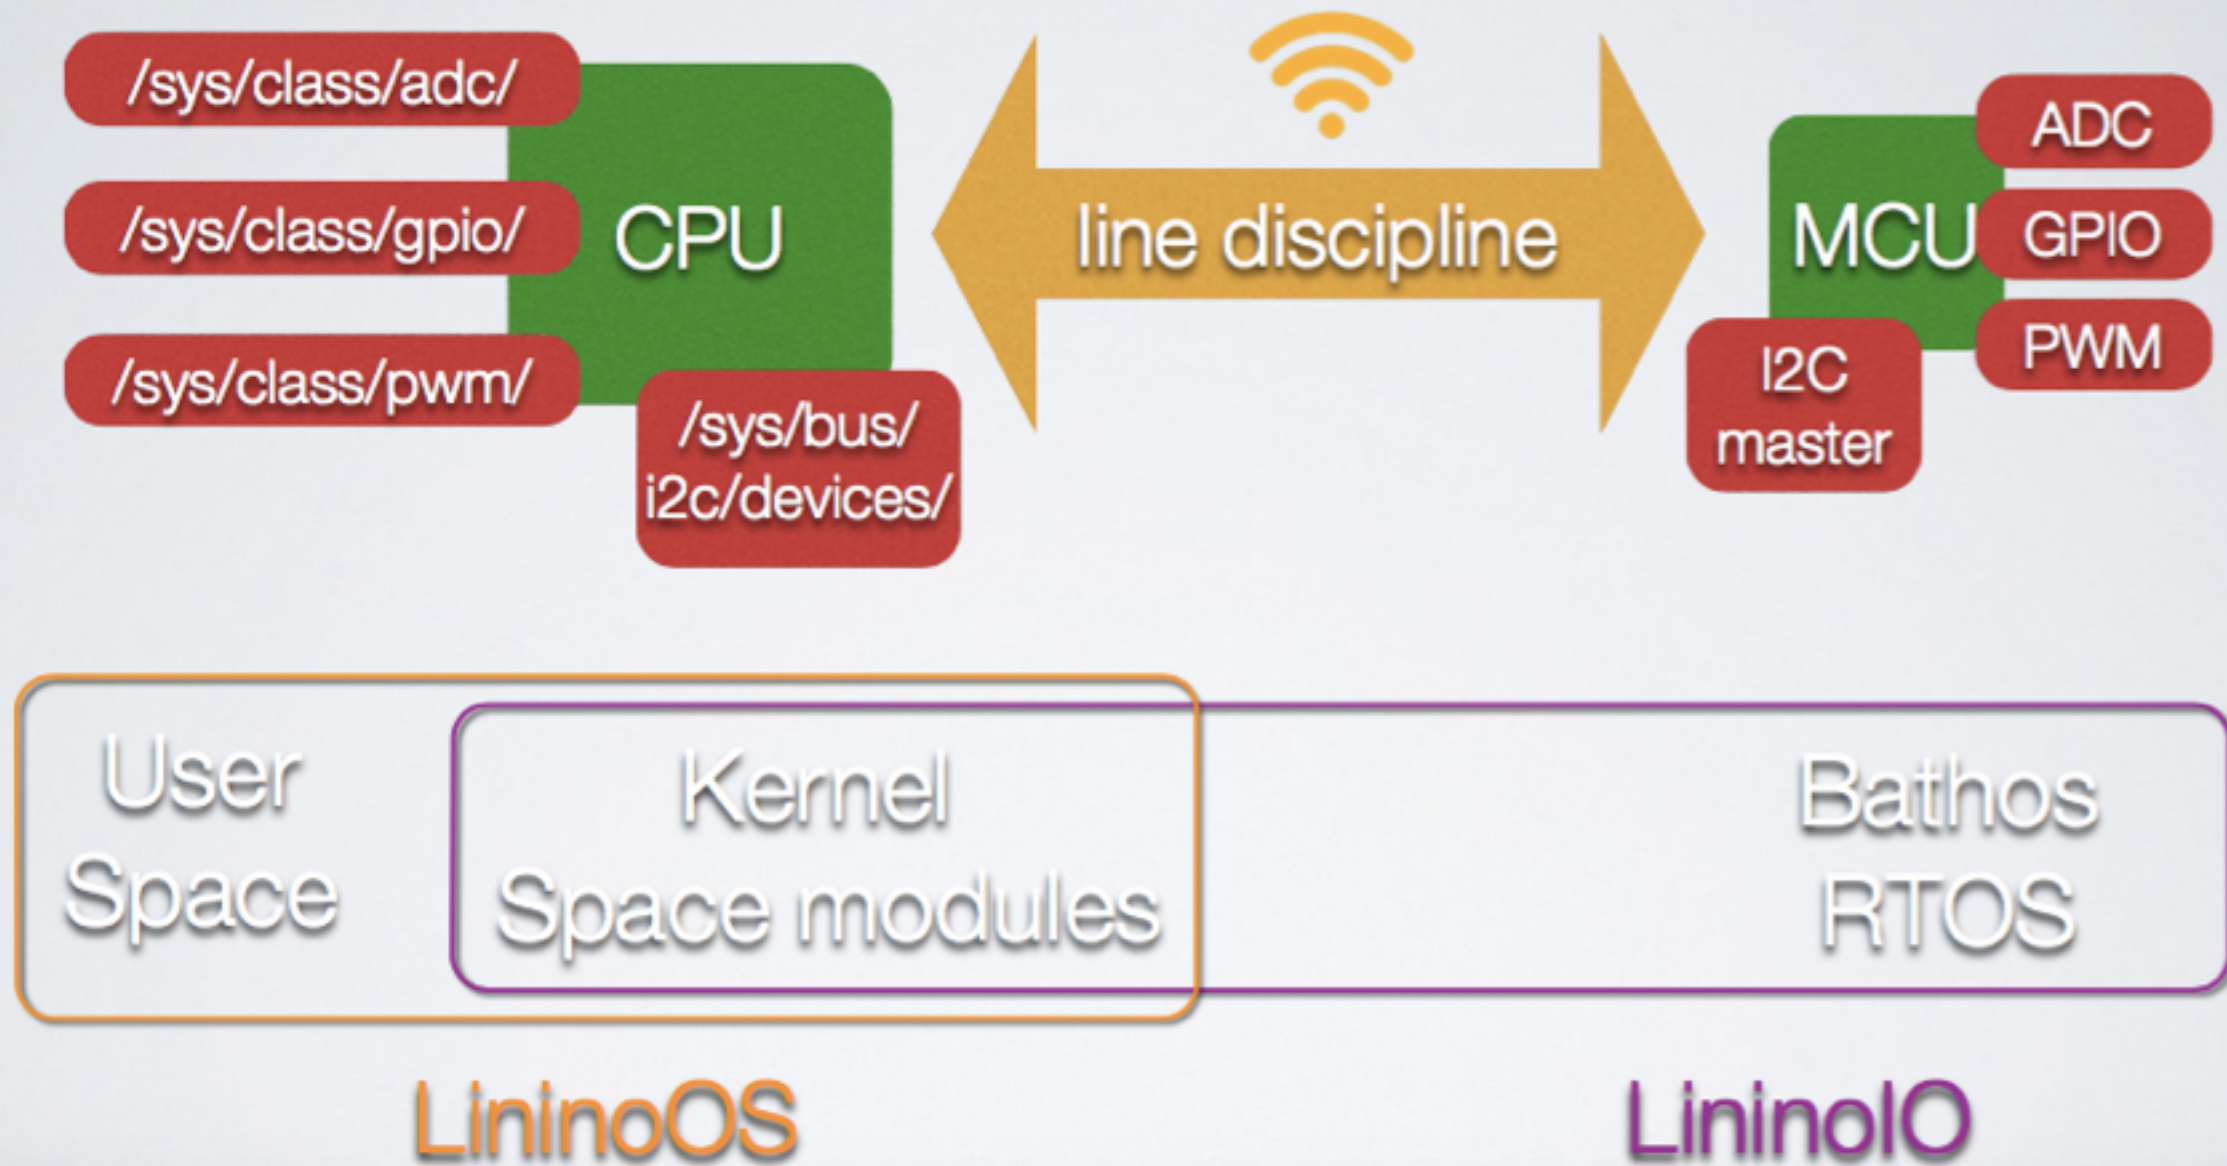 /sys/class/adc/
/sys/class/gpio/
/sys/class/pwm/
CPU
/sys/bus/
i2c/devices/
line discipline
MCU
ADC
GPIO
PWM
I2C
master
User
Space
Kernel
Space modules
Bathos
RTOS
LininoOS
LininoIO